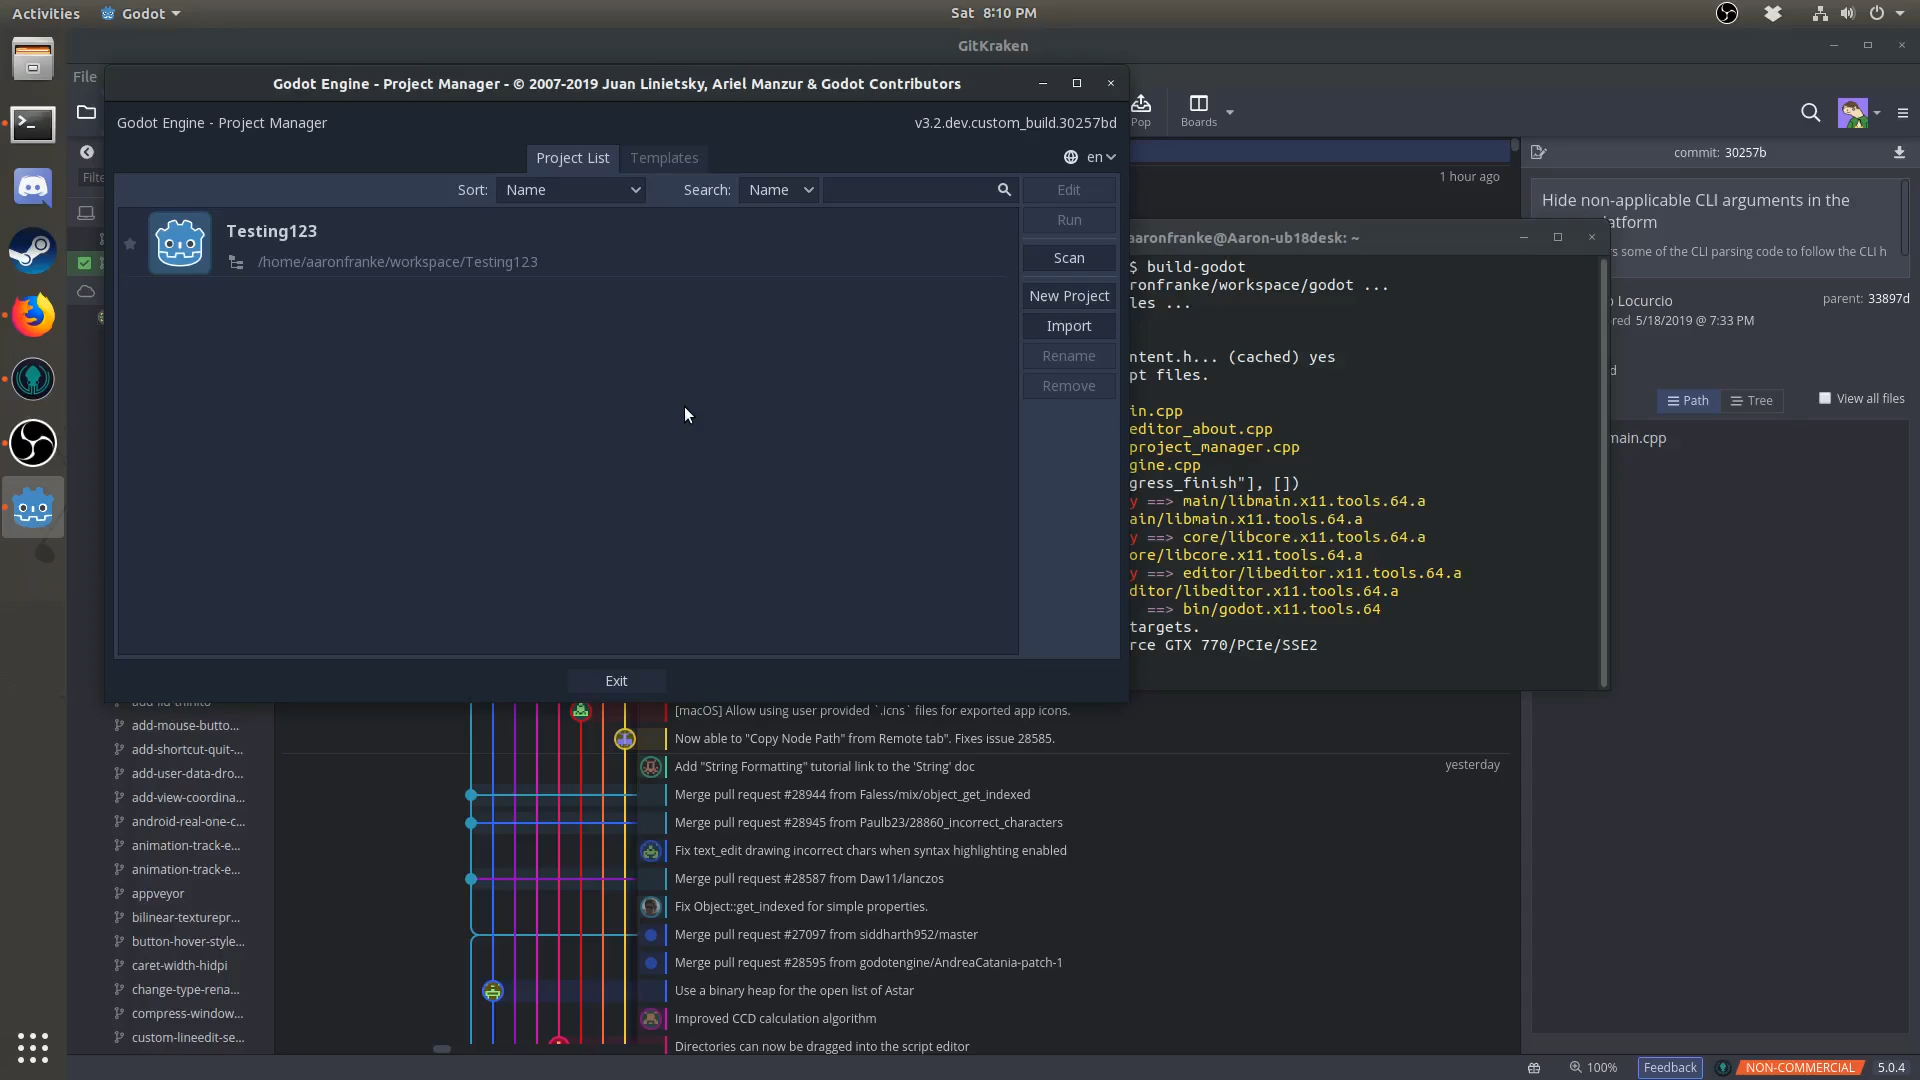 Activities
Godot
Sat 8:10 PM
GitKraken
File
Godot Engine - Project Manager - © 2007-2019 Juan Linietsky, Ariel Manzur & Godot Contributors
Godot Engine - Project Manager
v3.2.dev.custom_build.30257bd
Project List
Templates
en
Sort:
Name
Search:
Name
Testing123
/home/aaronfranke/workspace/Testing123
Edit
Run
Scan
New Project
Import
Rename
Remove
Exit
Pop
Boards
Filte
1 hour ago
commit: 30257b
Hide non-applicable CLI arguments in the
atform
s some of the CLI parsing code to follow the CLI h
Locurcio
parent: 33897d
red 5/18/2019 @ 7:33 PM
d
Path
Tree
View all files
main.cpp
aaronfranke@Aaron-ub18desk: ~
$ build-godot
ronfranke/workspace/godot ...
les ...
ntent.h... (cached) yes
pt files.
in.cpp
editor_about.cpp
project_manager.cpp
gine.cpp
gress_finish"], [])
y ==> main/libmain.x11.tools.64.a
ain/libmain.x11.tools.64.a
y ==> core/libcore.x11.tools.64.a
ore/libcore.x11.tools.64.a
y ==> editor/libeditor.x11.tools.64.a
ditor/libeditor.x11.tools.64.a
==> bin/godot.x11.tools.64
targets.
rce GTX 770/PCIe/SSE2
add-mouse-butto...
add-shortcut-quit-...
add-user-data-dro...
add-view-coordina...
android-real-one-c...
animation-track-e...
animation-track-e...
appveyor
bilinear-texturepr...
button-hover-style...
caret-width-hidpi
change-type-rena...
compress-window...
custom-lineedit-se...
[macOS] Allow using user provided `.icns` files for exported app icons.
Now able to "Copy Node Path" from Remote tab". Fixes issue 28585.
Add "String Formatting" tutorial link to the 'String' doc
yesterday
Merge pull request #28944 from Faless/mix/object_get_indexed
Merge pull request #28945 from Paulb23/28860_incorrect_characters
Fix text_edit drawing incorrect chars when syntax highlighting enabled
Merge pull request #28587 from Daw11/lanczos
Fix Object::get_indexed for simple properties.
Merge pull request #27097 from siddharth952/master
Merge pull request #28595 from godotengine/AndreaCatania-patch-1
Use a binary heap for the open list of Astar
Improved CCD calculation algorithm
Directories can now be dragged into the script editor
100%
Feedback
NON-COMMERCIAL
5.0.4